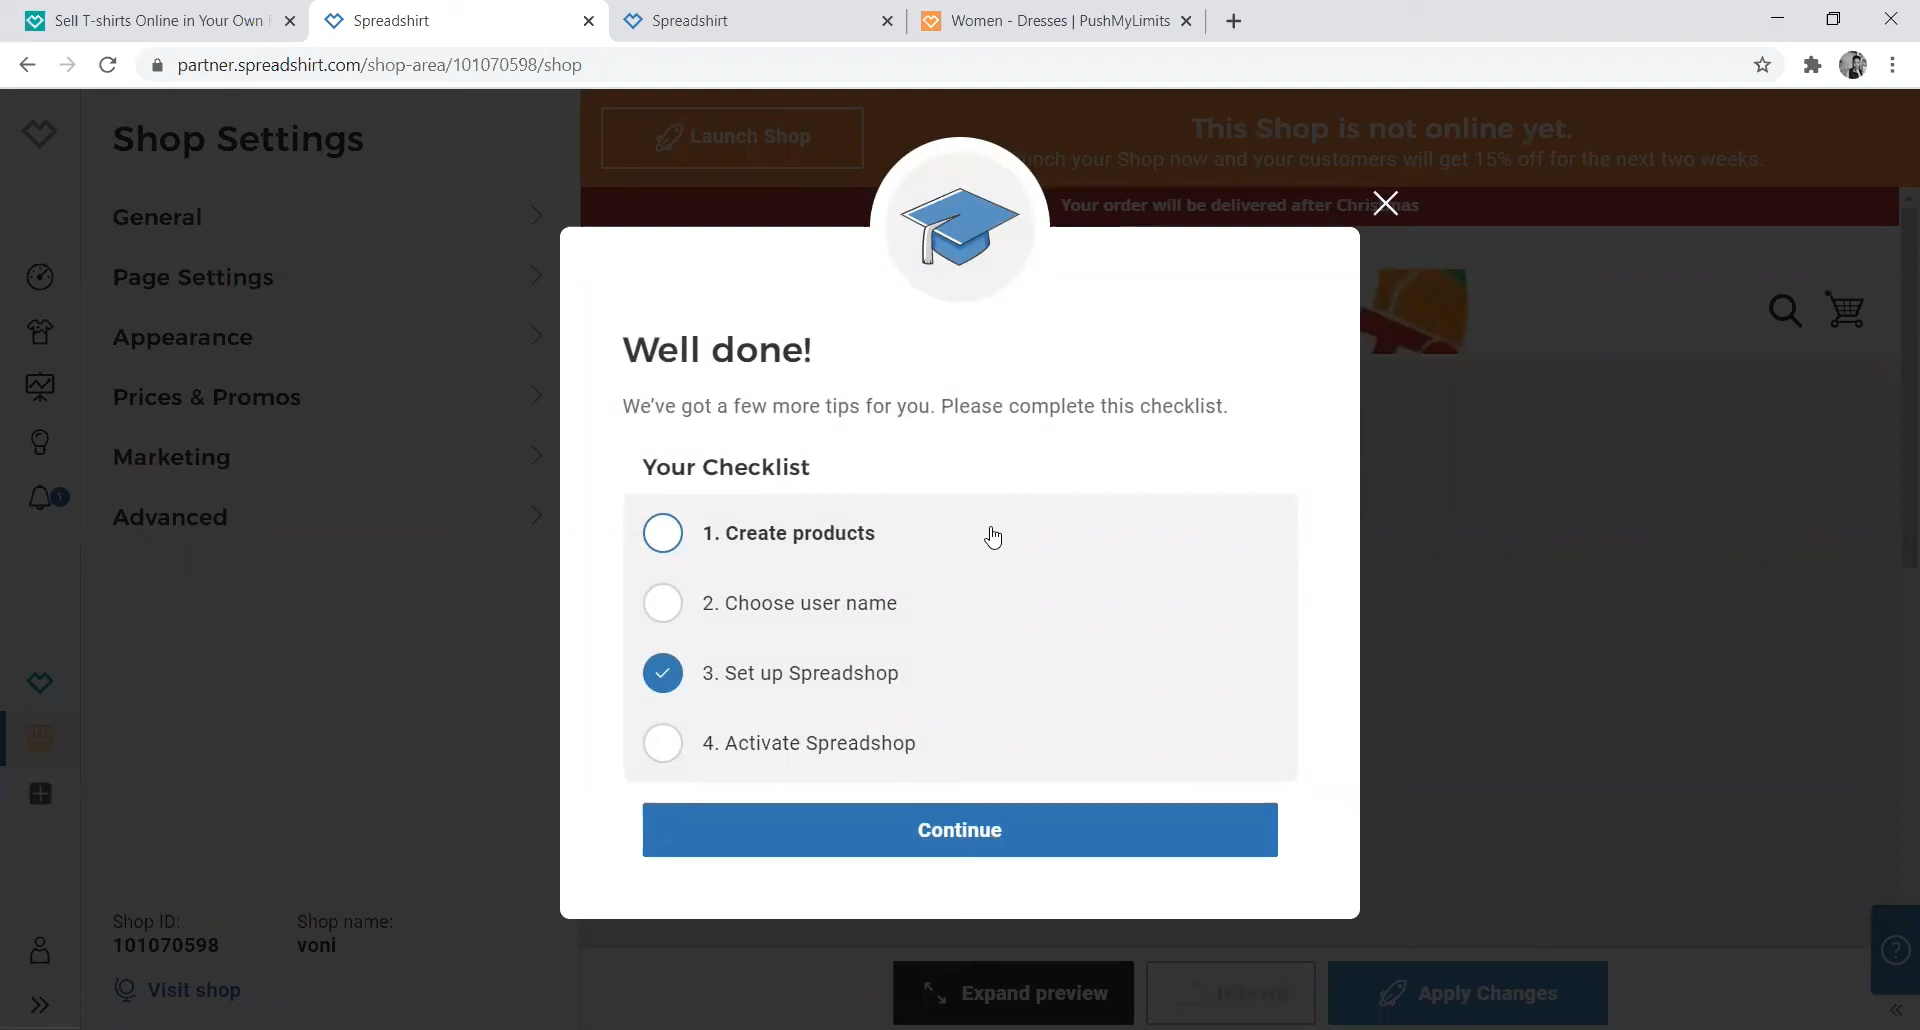 Sell T-shirts Online in Your Own
Spreadshirt
Spreadshirt
Women - Dresses | PushMyLimits
partner.spreadshirt.com/shop-area/101070598/shop
Shop Settings
General
Page Settings
Appearance
Prices & Promos
Marketing
Advanced
1
Shop ID:
101070598
Shop name:
voni
Visit shop
Launch Shop
This Shop is not online yet.
your Shop now and your customers will get 15% off for the next two weeks.
Your order will be delivered after Christmas
Well done!
We've got a few more tips for you. Please complete this checklist.
Your Checklist
1. Create products
2. Choose user name
3. Set up Spreadshop
4. Activate Spreadshop
Continue
Expand preview
Apply Changes